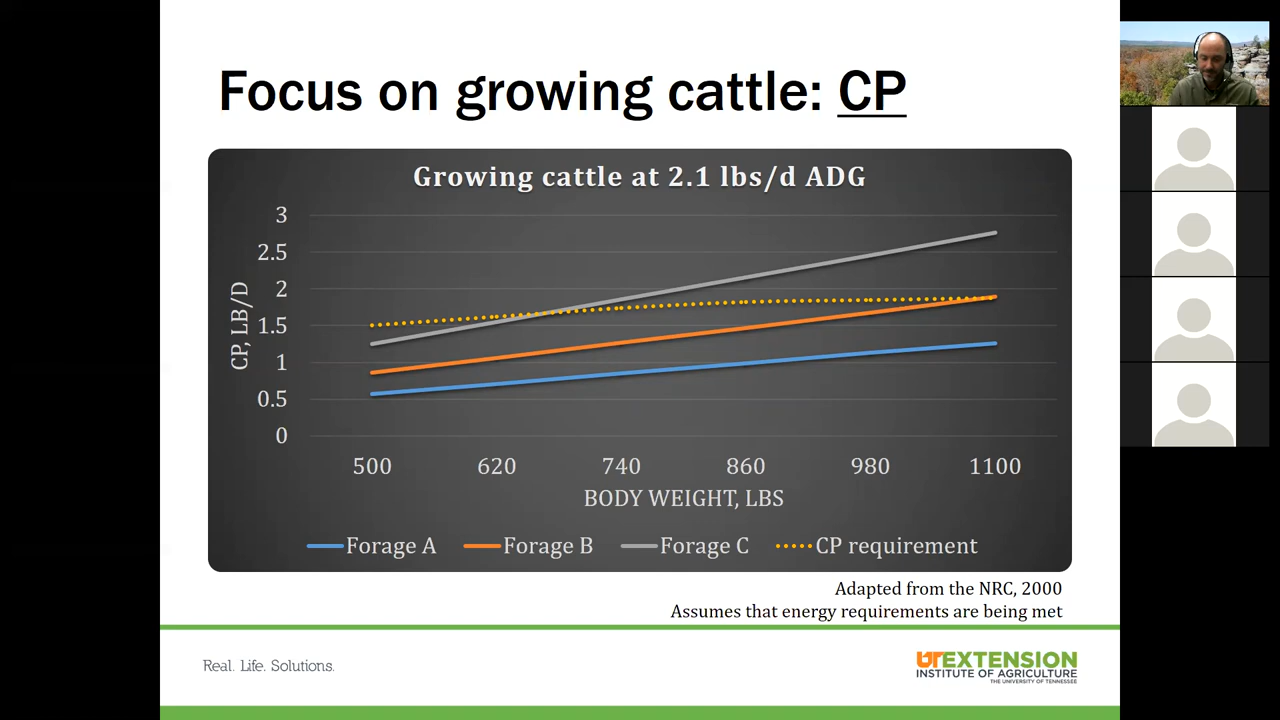 Focus on growing cattle: CP
Growing cattle at 2.1 lbs/d ADG
3
2.5
2
1.5
1
0.5
0
CP, LB/D
500 620 740 860 980 1100
BODY WEIGHT, LBS
Forage A Forage B Forage C CP requirement
Adapted from the NRC, 2000
Assumes that energy requirements are being met
Real. Life. Solutions.
UT EXTENSION
INSTITUTE OF AGRICULTURE
THE UNIVERSITY OF TENNESSEE